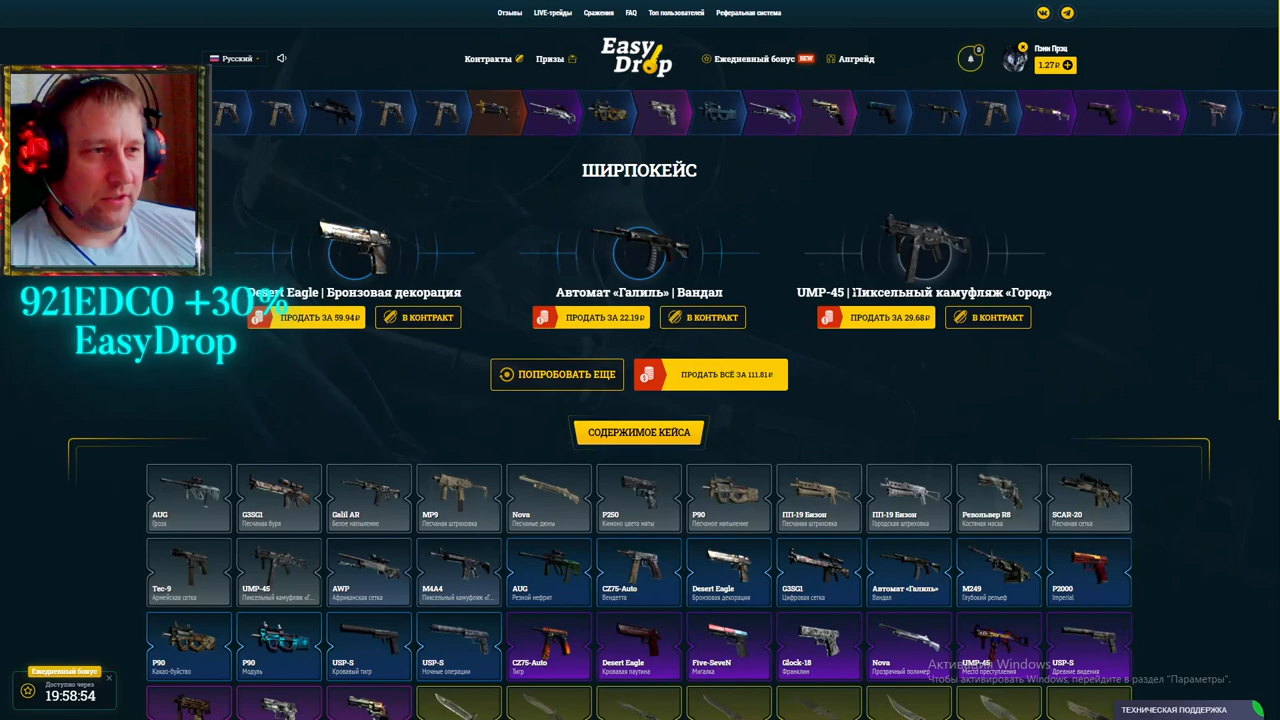 Отзывы LIVE-трейды Сражения FAQ Топ пользователей Реферальная система
Русский
Контракты Призы Easy Drop Ежедневный бонус NEW Апгрейд
0
Пэки Прэц
1.27₽
ШИРПОКЕЙС
Desert Eagle | Бронзовая декорация
ПРОДАТЬ ЗА 59.94₽ В КОНТРАКТ
Автомат «Галиль» | Вандал
ПРОДАТЬ ЗА 22.19₽ В КОНТРАКТ
UMP-45 | Пиксельный камуфляж «Город»
ПРОДАТЬ ЗА 29.68₽ В КОНТРАКТ
921EDC0 +30%
EasyDrop
ПОПРОБОВАТЬ ЕЩЕ ПРОДАТЬ ВСЁ ЗА 111.81₽
СОДЕРЖИМОЕ КЕЙСА
AUG G3SG1 Galil AR MP9 Nova P250 P90 ПП-19 Бизон ПП-19 Бизон Револьвер R8 SCAR-20
Гроза Песчаная буря Белое напыление Песчаная штриховка Песчаные дюны Кимоно цвета мяты Песчаное напыление Песчаная штриховка Городская штриховка Костяная маска Песчаная сетка
Tec-9 UMP-45 AWP M4A4 AUG CZ75-Auto Desert Eagle G3SG1 Автомат «Галиль» M249 P2000
Армейская сетка Пиксельный камуфляж «Г... Африканская сетка Пиксельный камуфляж «Г... Резной нефрит Вендетта Бронзовая декорация Цифровая сетка Вандал Глубокий рельеф Imperial
P90 P90 USP-S USP-S CZ75-Auto Desert Eagle Five-SeveN Glock-18 Nova UMP-45 USP-S
Какао-буйство Модуль Кровавый тигр Ночные операции Тигр Кровавая паутина Кигалка Франклин Прозрачный полимер Место преступления Древние видения
Ежедневный бонус
Доступно через
19:58:54
Активация Windows
Чтобы активировать Windows, перейдите в раздел "Параметры".
ТЕХНИЧЕСКАЯ ПОДДЕРЖКА